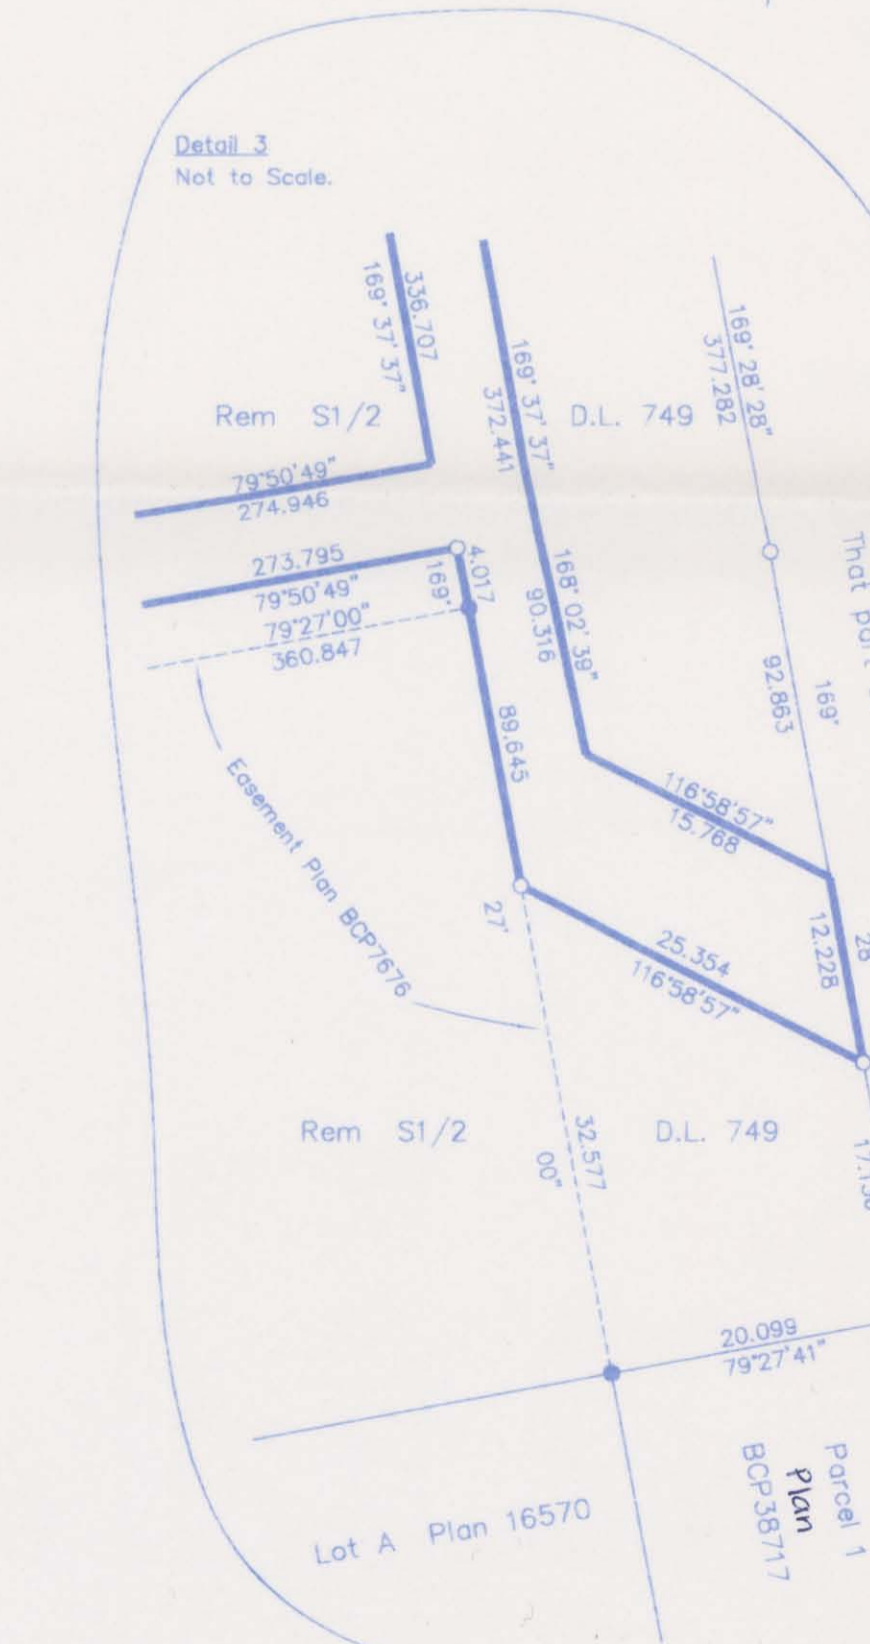 Detail 3
Not to Scale.
336.707
169° 37' 37"
169° 37' 37"
372.441
169° 28' 28"
377.282
Rem S1/2
D.L. 749
79°50'49"
274.946
273.795
79°50'49"
79°27'00"
360.847
4.017
169°
168° 02' 39"
90.316
That part
92.863
169°
89.645
116°58'57"
15.768
Easement Plan BCP7676
27'
25.354
116°58'57"
12.228
28
Rem S1/2
D.L. 749
32.577
00"
20.099
79°27'41"
Lot A Plan 16570
Parcel 1
Plan
BCP38717